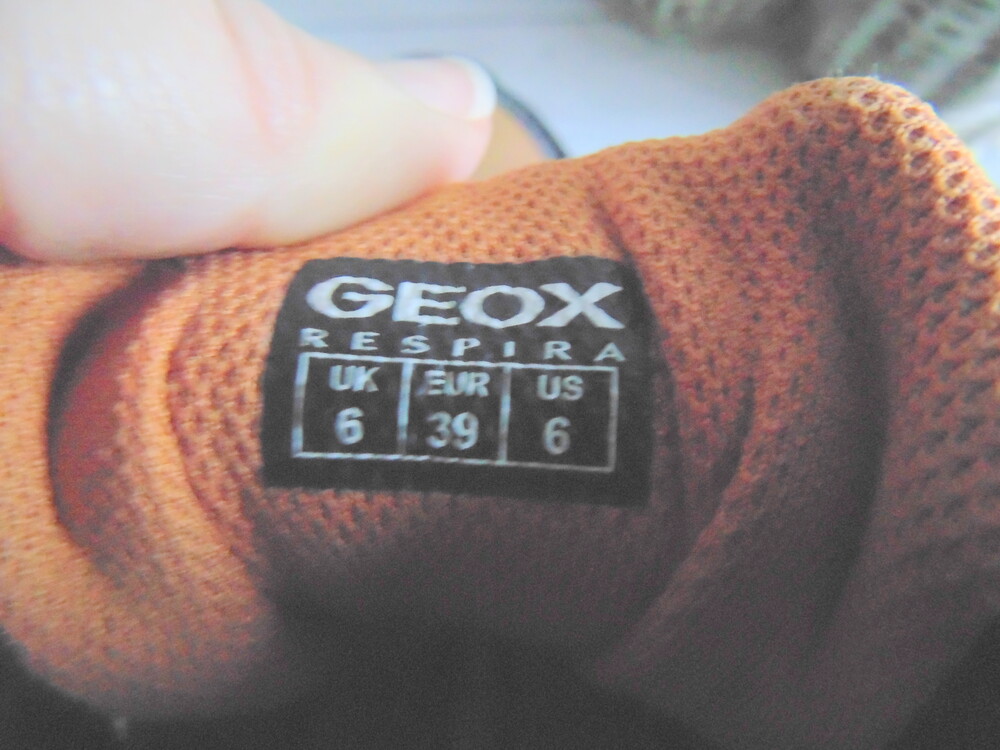 GEOX
RESPIRA
UK EUR US
6 39 6